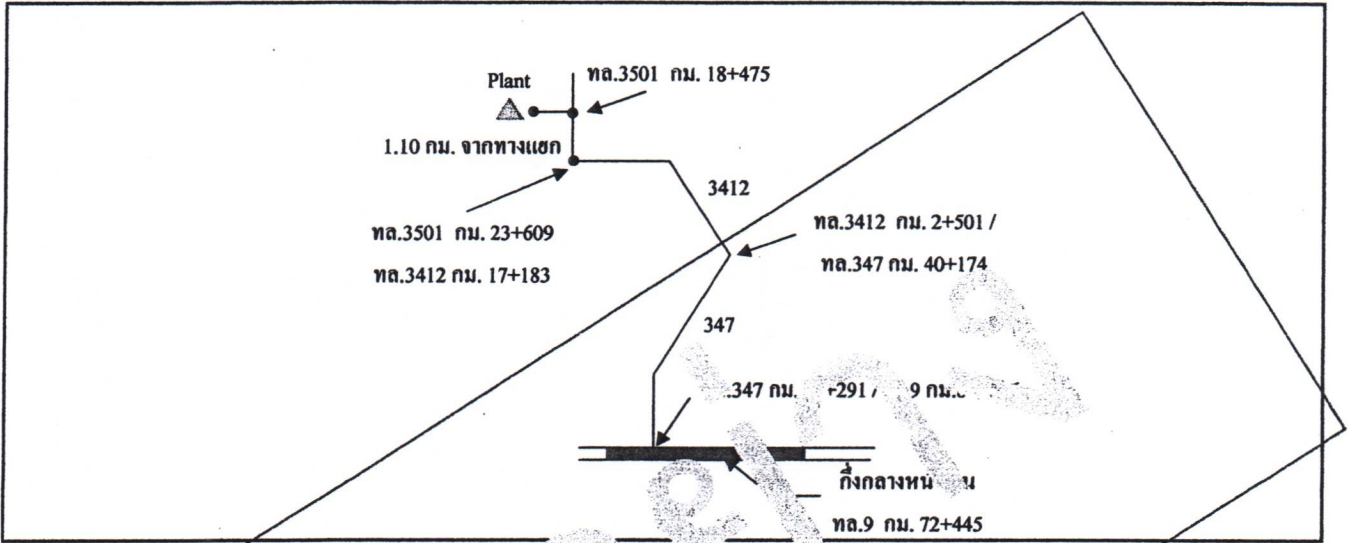 Plant
ทล.3501 กม. 18+475
1.10 กม. จากทางแยก
3412
ทล.3501 กม. 23+609
ทล.3412 กม. 17+183
ทล.3412 กม. 2+501 /
ทล.347 กม. 40+174
347
.347 กม. +291 / 9 กม.
กึ่งกลาง
ทล.9 กม. 72+445